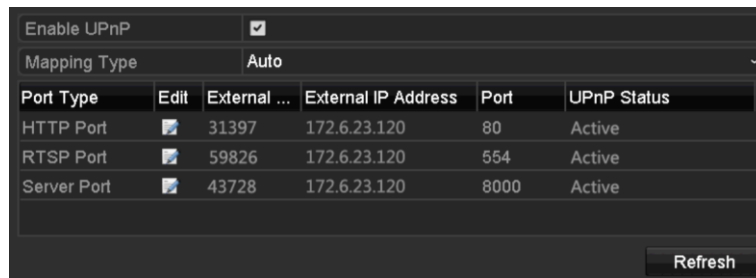 Enable UPnP
Mapping Type Auto
Port Type Edit External ... External IP Address Port UPnP Status
HTTP Port 31397 172.6.23.120 80 Active
RTSP Port 59826 172.6.23.120 554 Active
Server Port 43728 172.6.23.120 8000 Active
Refresh